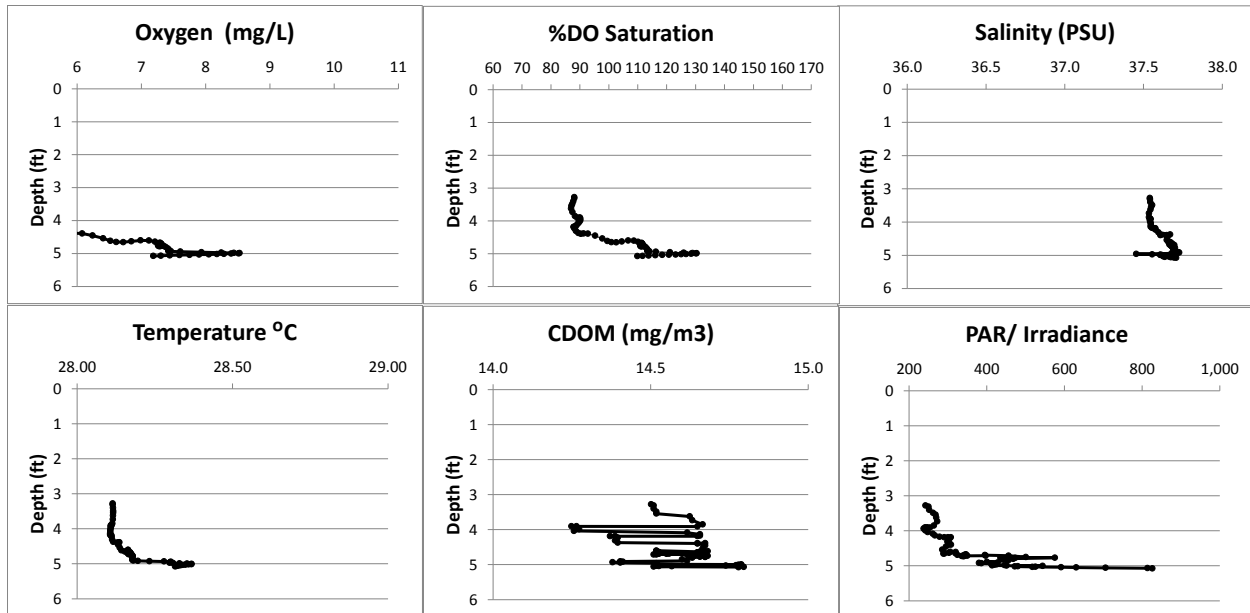 Oxygen (mg/L)
6 7 8 9 10 11
0
1
2
3
4
5
6
Depth (ft)
%DO Saturation
60 70 80 90 100 110 120 130 140 150 160 170
0
1
2
3
4
5
6
Depth (ft)
Salinity (PSU)
36.0 36.5 37.0 37.5 38.0
0
1
2
3
4
5
6
Depth (ft)
Temperature ⁰C
28.00 28.50 29.00
0
1
2
3
4
5
6
Depth (ft)
CDOM (mg/m3)
14.0 14.5 15.0
0
1
2
3
4
5
6
Depth (ft)
PAR/ Irradiance
200 400 600 800 1,000
0
1
2
3
4
5
6
Depth (ft)